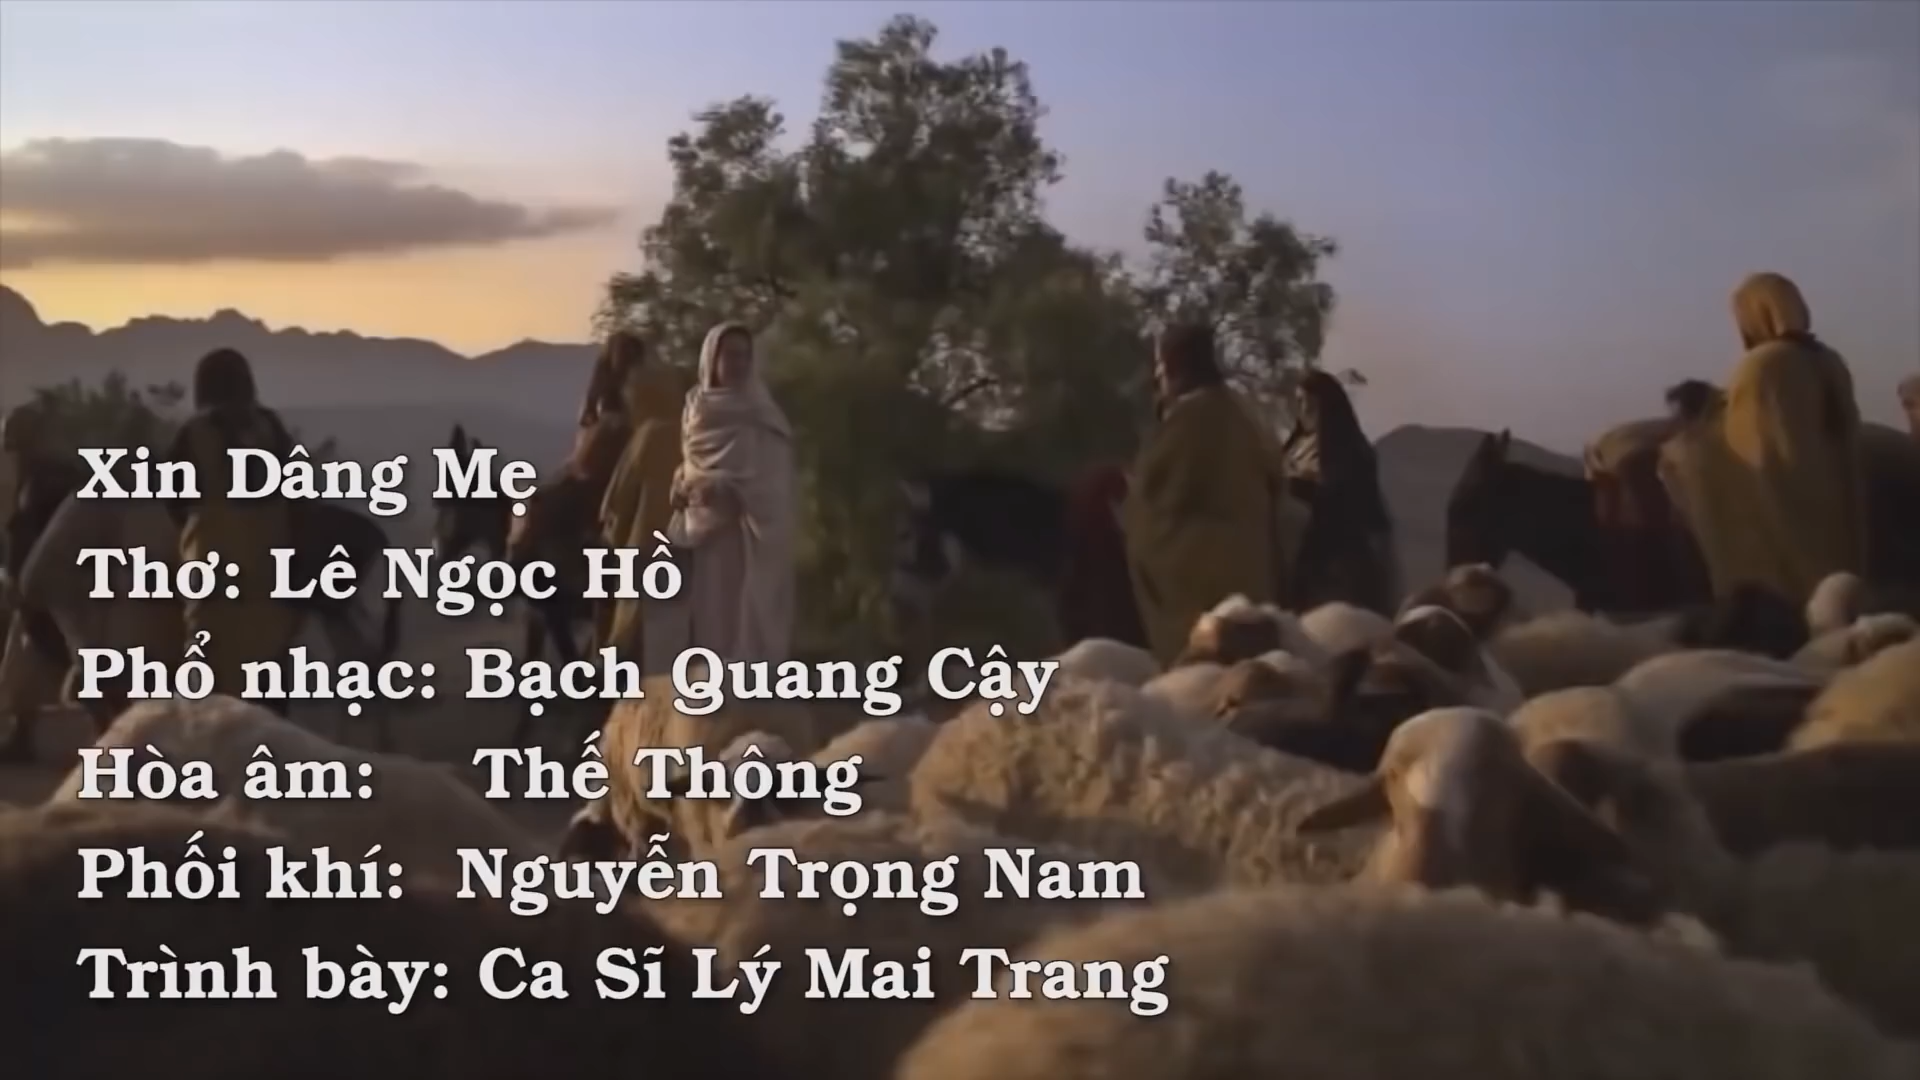 Xin Dâng Mẹ
Thơ: Lê Ngọc Hồ
Phổ nhạc: Bạch Quang Cậy
Hòa âm: Thế Thông
Phối khí: Nguyễn Trọng Nam
Trình bày: Ca Sĩ Lý Mai Trang